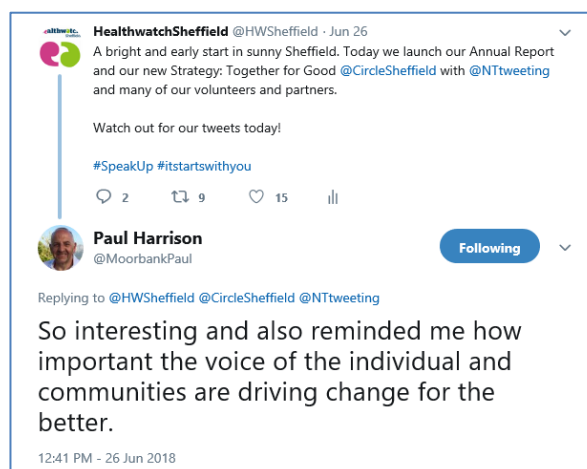 HealthwatchSheffield @HWSheffield · Jun 26
A bright and early start in sunny Sheffield. Today we launch our Annual Report
and our new Strategy: Together for Good @CircleSheffield with @NTtweeting
and many of our volunteers and partners.
Watch out for our tweets today!
#SpeakUp #itstartswithyou
2 9 15
Paul Harrison
@MoorbankPaul
Following
Replying to @HWSheffield @CircleSheffield @NTtweeting
So interesting and also reminded me how
important the voice of the individual and
communities are driving change for the
better.
12:41 PM - 26 Jun 2018